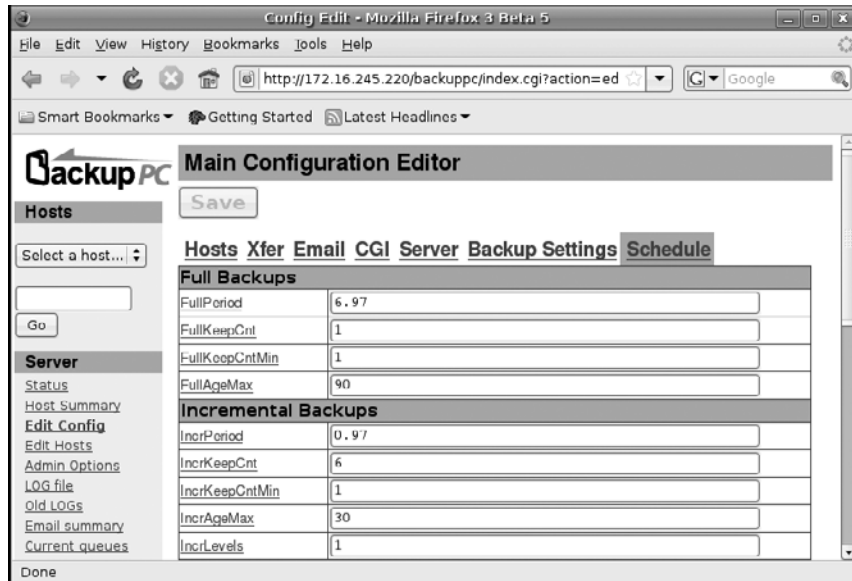 Config Edit - Mozilla Firefox 3 Beta 5
File Edit View History Bookmarks Tools Help
http://172.16.245.220/backuppc/index.cgi?action=ed
Google
Smart Bookmarks Getting Started Latest Headlines
BackupPC
Hosts
Select a host...
Go
Server
Status
Host Summary
Edit Config
Edit Hosts
Admin Options
LOG file
Old LOGs
Email summary
Current queues
Main Configuration Editor
Save
Hosts Xfer Email CGI Server Backup Settings Schedule
Full Backups
FullPeriod 6.97
FullKeepCnt 1
FullKeepCntMin 1
FullAgeMax 90
Incremental Backups
IncrPeriod 0.97
IncrKeepCnt 6
IncrKeepCntMin 1
IncrAgeMax 30
IncrLevels 1
Done